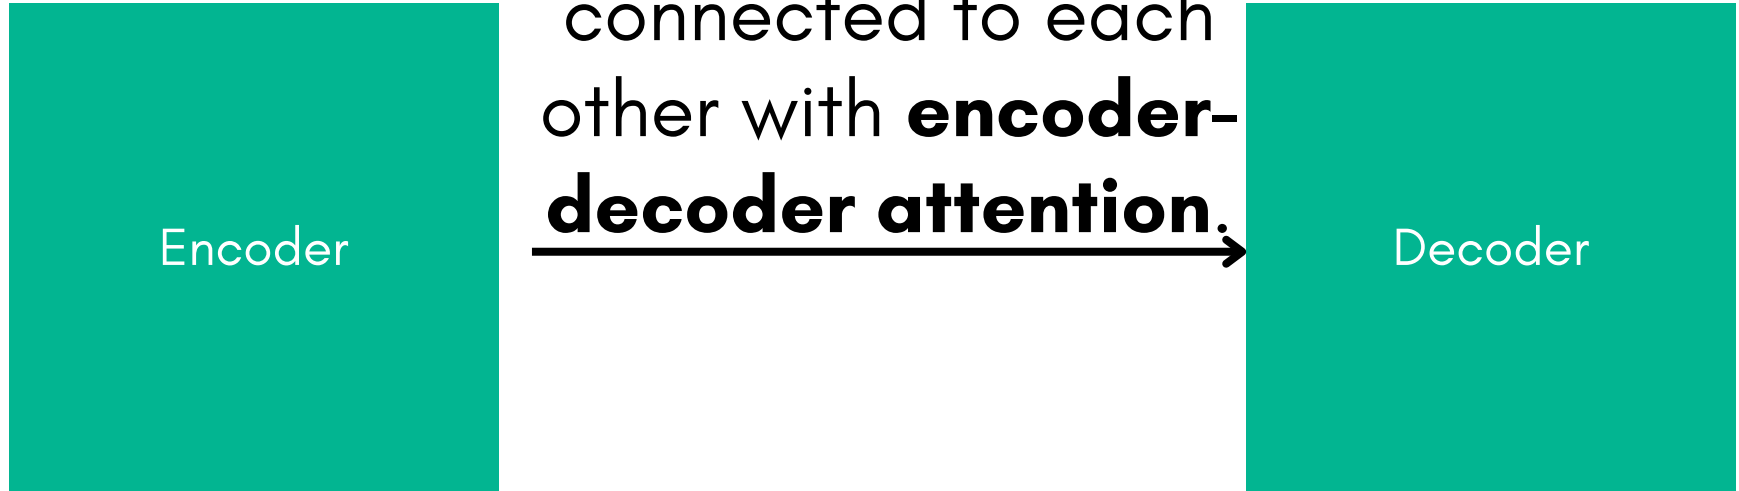 connected to each
other with encoder-
decoder attention.
Encoder
Decoder